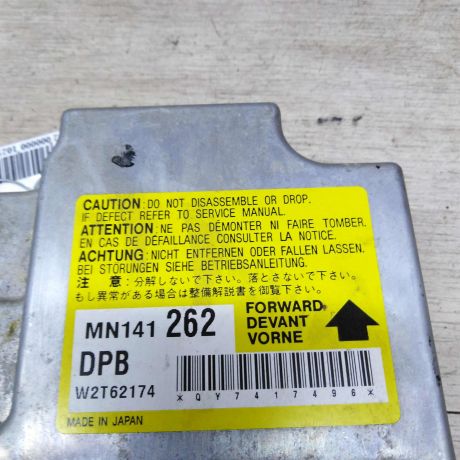 CAUTION: DO NOT DISASSEMBLE OR DROP.
IF DEFECT REFER TO SERVICE MANUAL.
ATTENTION: NE PAS DÉMONTER NI FAIRE TOMBER.
EN CAS DE DÉFAILLANCE CONSULTER LA NOTICE.
ACHTUNG: NICHT ENTFERNEN ODER FALLEN LASSEN.
BEI STORUNGEN SIEHE BETRIEBSANLEITUNG.
注 意:分解しないで下さい。落とさないで下さい。
もし異常がある場合は整備解説書を御覧下さい。
MN141 262
DPB
W2T62174
FORWARD
DEVANT
VORNE
*QY7417496*
MADE IN JAPAN